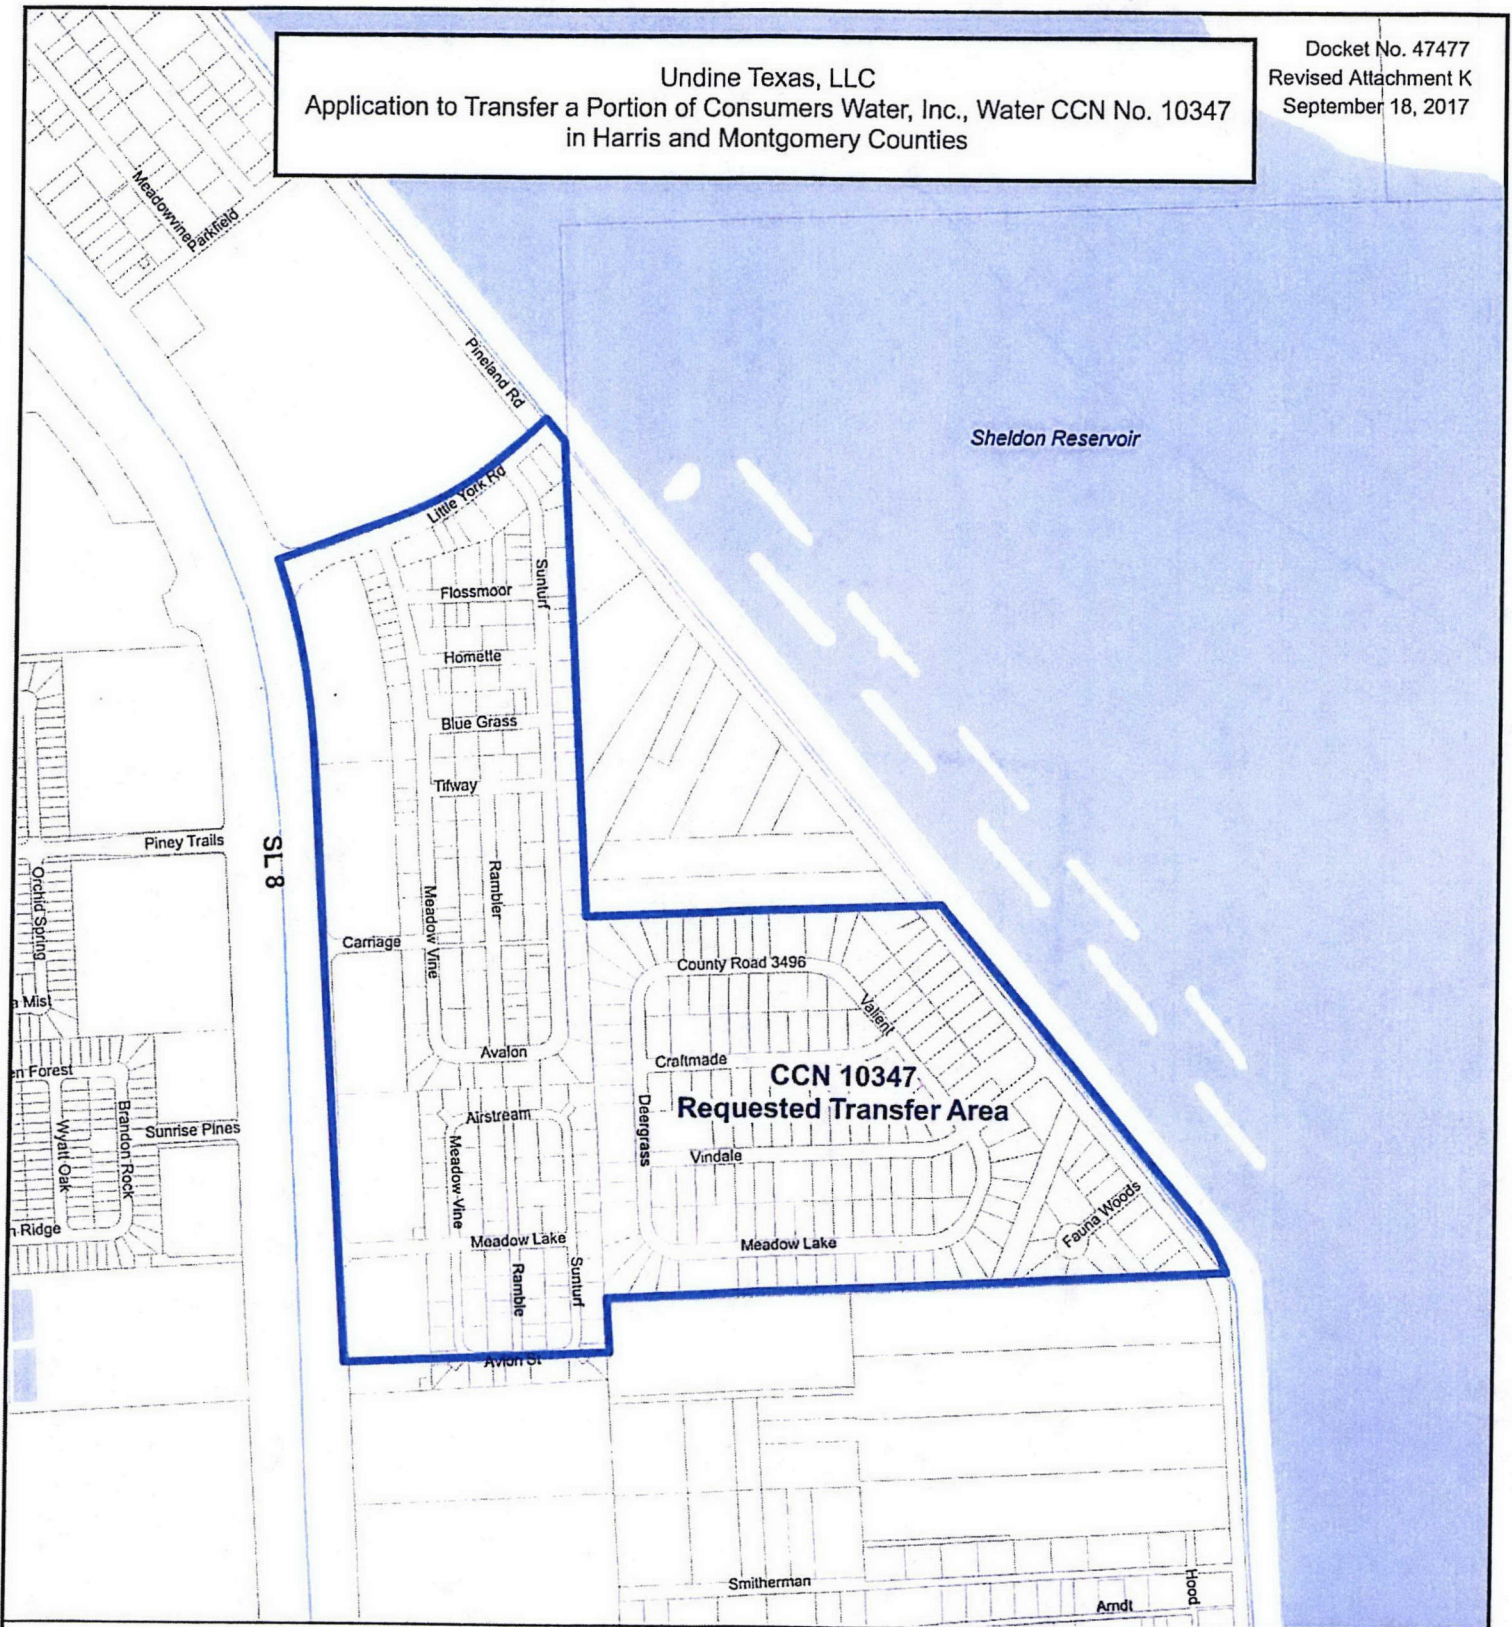 Undine Texas, LLC
Application to Transfer a Portion of Consumers Water, Inc., Water CCN No. 10347
in Harris and Montgomery Counties
Docket No. 47477
Revised Attachment K
September 18, 2017
Meadowvine
Parkfield
Pineland Rd
Sheldon Reservoir
Little York Rd
Sunturf
Flossmoor
Homette
Blue Grass
Tifway
Piney Trails
SL 8
Orchid Spring
Rambler
Meadow Vine
Carriage
County Road 3496
Valient
a Mist
Avalon
Craftmade
CCN 10347
Requested Transfer Area
en Forest
Airstream
Deergrass
Brandon Rock
Sunrise Pines
Wyatt Oak
Meadow Vine
Vindale
n Ridge
Meadow Lake
Meadow Lake
Fauna Woods
Ramble
Sunturf
Avion St
Smitherman
Hood
Arndt